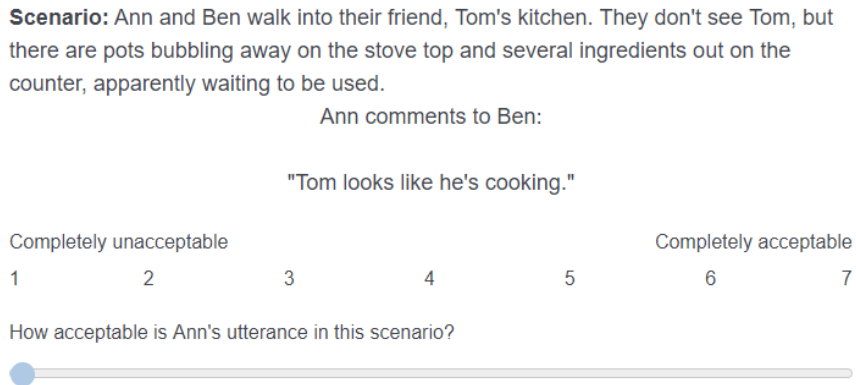 Scenario: Ann and Ben walk into their friend, Tom's kitchen. They don't see Tom, but
there are pots bubbling away on the stove top and several ingredients out on the
counter, apparently waiting to be used.
Ann comments to Ben:
"Tom looks like he's cooking."
Completely unacceptable Completely acceptable
1 2 3 4 5 6 7
How acceptable is Ann's utterance in this scenario?